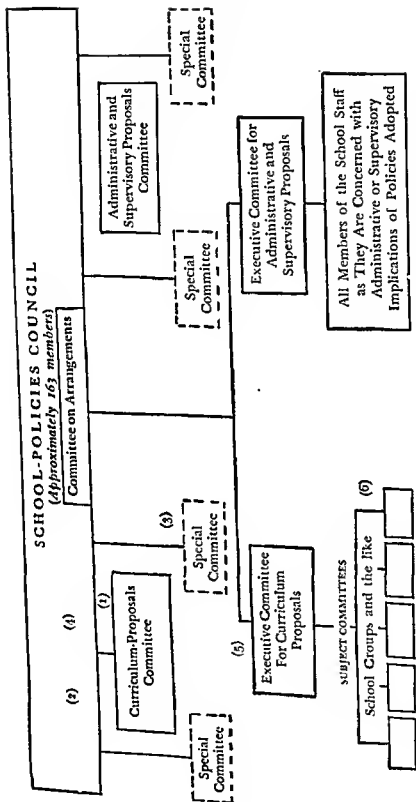 SCHOOL-POLICIES COUNCIL
(Approximately 163 members)
Committee on Arrangements
(2)
(4)
(1)
Curriculum-Proposals
Committee
Administrative and
Supervisory Proposals
Committee
Special
Committee
(3)
Special
Committee
Special
Committee
Special
Committee
(5)
Executive Committee
For Curriculum
Proposals
Executive Committee for
Administrative and
Supervisory Proposals
SUBJECT COMMITTEES
School Groups and the like
(6)
All Members of the School Staff
as They Are Concerned with
Administrative or Supervisory
Implications of Policies Adopted